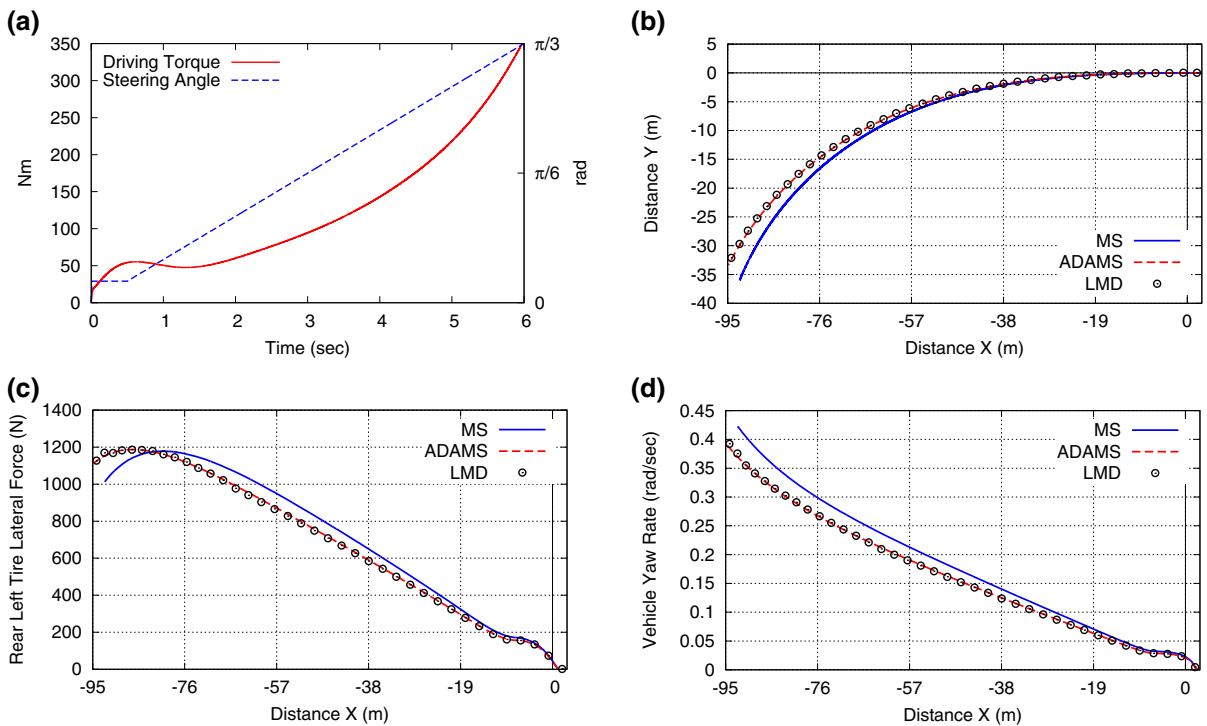 (a)
Nm
350
300
250
200
150
100
50
0
Driving Torque
Steering Angle
π/3
π/6
0
rad
0 1 2 3 4 5 6
Time (sec)
(b)
Distance Y (m)
5
0
-5
-10
-15
-20
-25
-30
-35
-40
MS
ADAMS
LMD
-95 -76 -57 -38 -19 0
Distance X (m)
(c)
Rear Left Tire Lateral Force (N)
1400
1200
1000
800
600
400
200
0
MS
ADAMS
LMD
-95 -76 -57 -38 -19 0
Distance X (m)
(d)
Vehicle Yaw Rate (rad/sec)
0.45
0.4
0.35
0.3
0.25
0.2
0.15
0.1
0.05
0
MS
ADAMS
LMD
-95 -76 -57 -38 -19 0
Distance X (m)